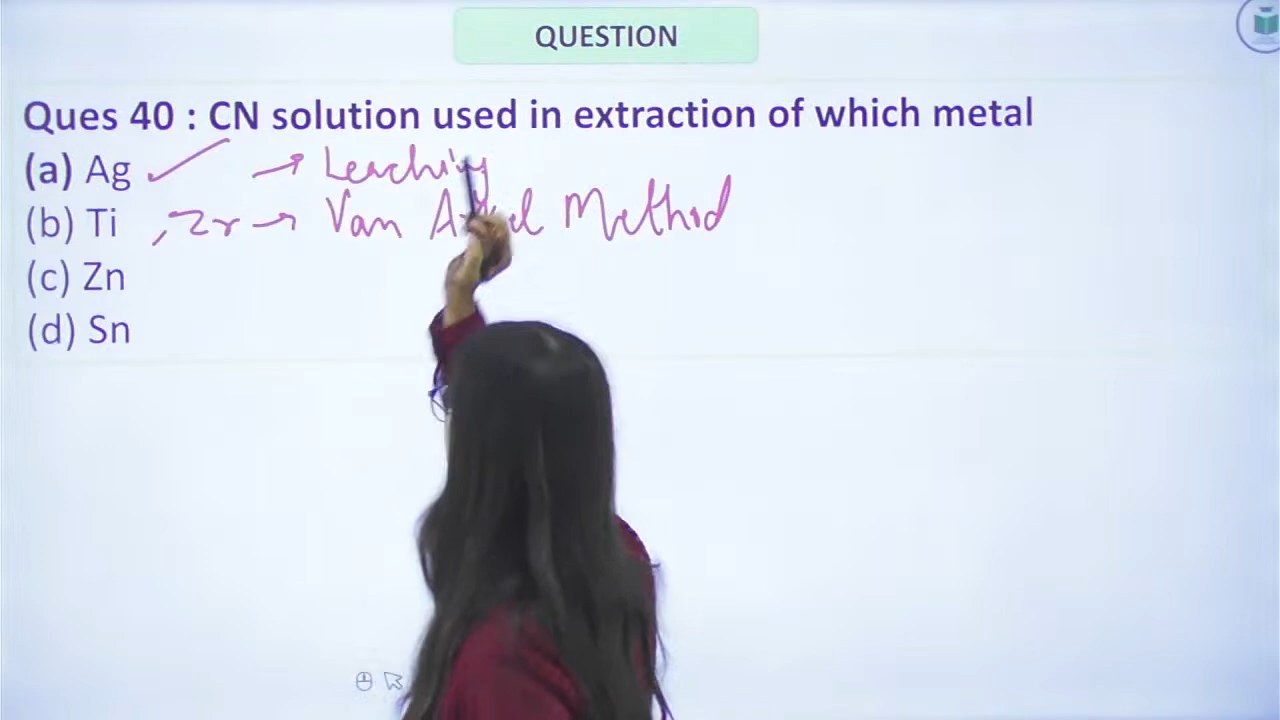 QUESTION
Ques 40 : CN solution used in extraction of which metal
(a) Ag ✓ → Leaching
(b) Ti , Zr → Van Arkel Method
(c) Zn
(d) Sn